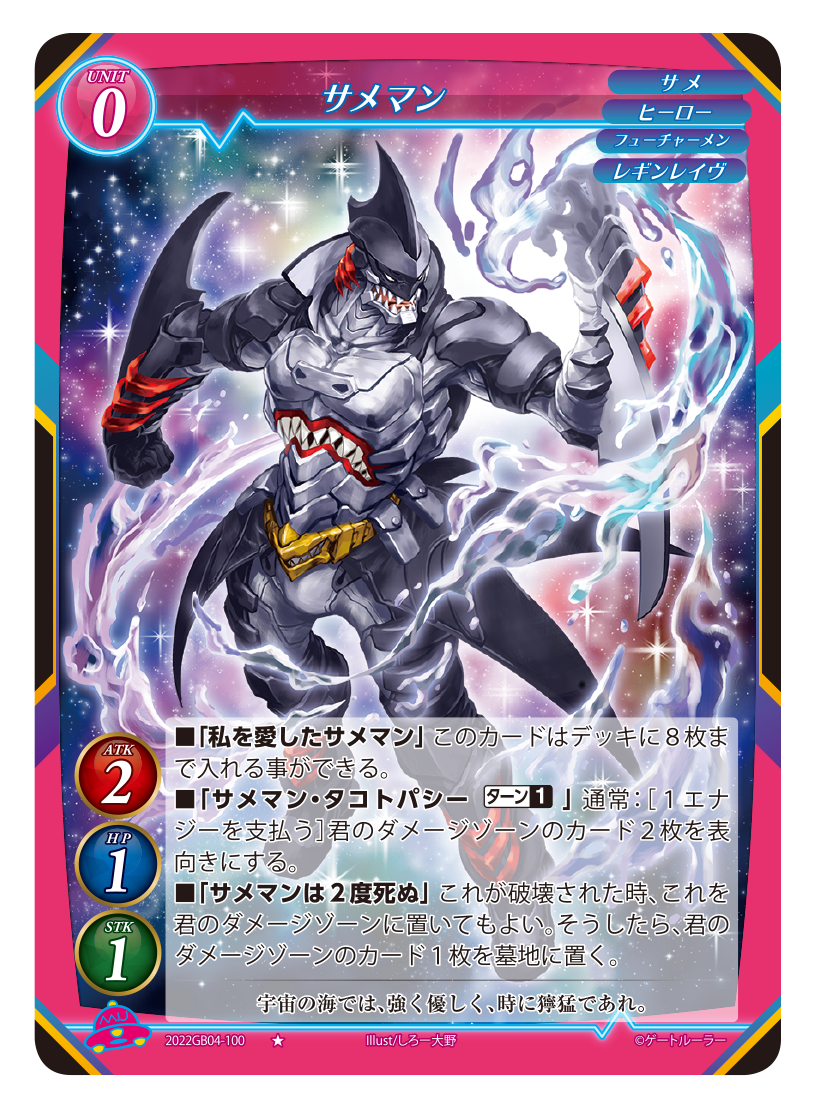 UNIT
0
サメマン
サメ
ヒーロー
フューチャーメン
レギンレイヴ
ATK
2
HP
1
STK
1
■「私を愛したサメマン」このカードはデッキに８枚ま
で入れる事ができる。
■「サメマン・タコトパシー ターン1 」通常：［１エナ
ジーを支払う］君のダメージゾーンのカード２枚を表
向きにする。
■「サメマンは２度死ぬ」これが破壊された時、これを
君のダメージゾーンに置いてもよい。そうしたら、君の
ダメージゾーンのカード１枚を墓地に置く。
宇宙の海では、強く優しく、時に獰猛であれ。
2022GB04-100 ★ Illust/しろー大野 ©ゲートルーラー